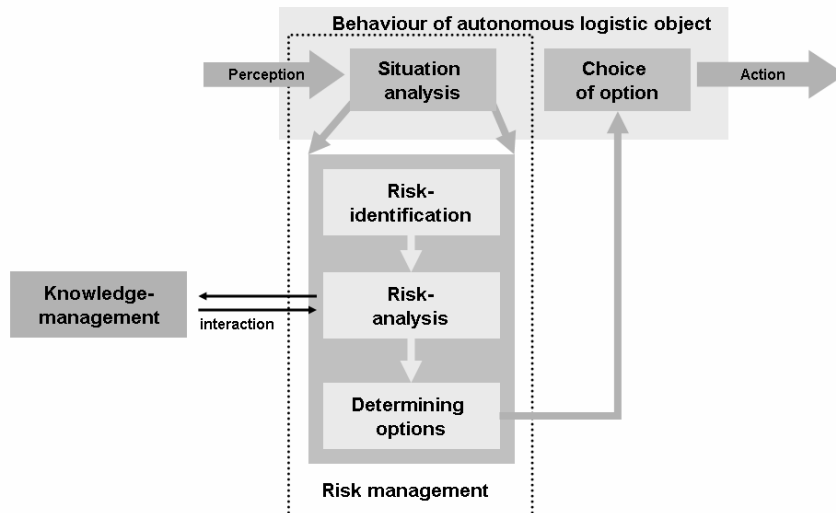 Behaviour of autonomous logistic object
Perception
Situation
analysis
Choice
of option
Action
Risk-
identification
Knowledge-
management
interaction
Risk-
analysis
Determining
options
Risk management